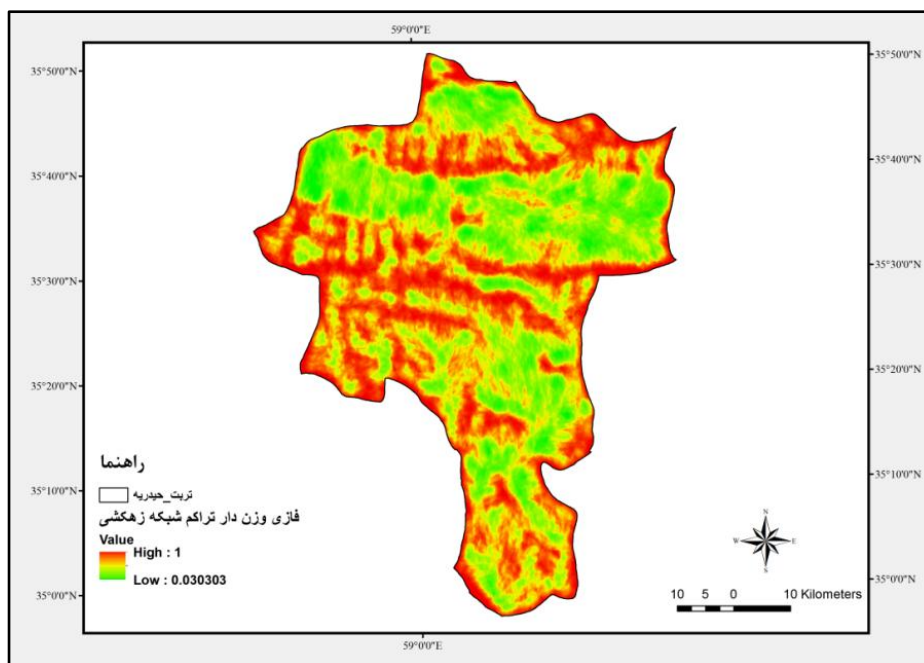 59°0'0"E
35°50'0"N
35°50'0"N
35°40'0"N
35°40'0"N
35°30'0"N
35°30'0"N
35°20'0"N
35°20'0"N
35°10'0"N
35°10'0"N
35°0'0"N
35°0'0"N
راهنما
تربت_حیدریه
فازی وزن دار تراکم شبکه زهکشی
Value
High : 1
Low : 0.030303
N
W E
S
10 5 0 10 Kilometers
59°0'0"E